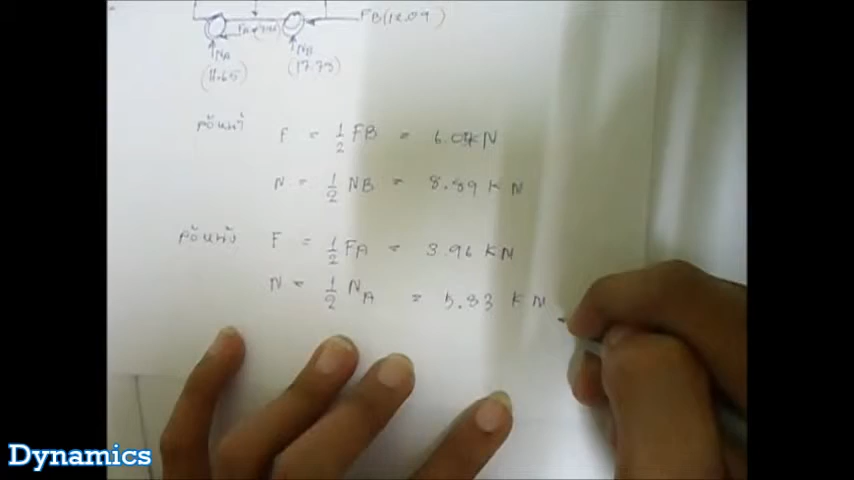 FB (12.09)
NA
NB
(11.65)
(17.79)
ล้อหน้า
F = 1/2 FB = 6.05 kN
N = 1/2 NB = 8.89 KN
ล้อหลัง
F = 1/2 FA = 3.96 KN
N = 1/2 NA = 5.83 KN
Dynamics